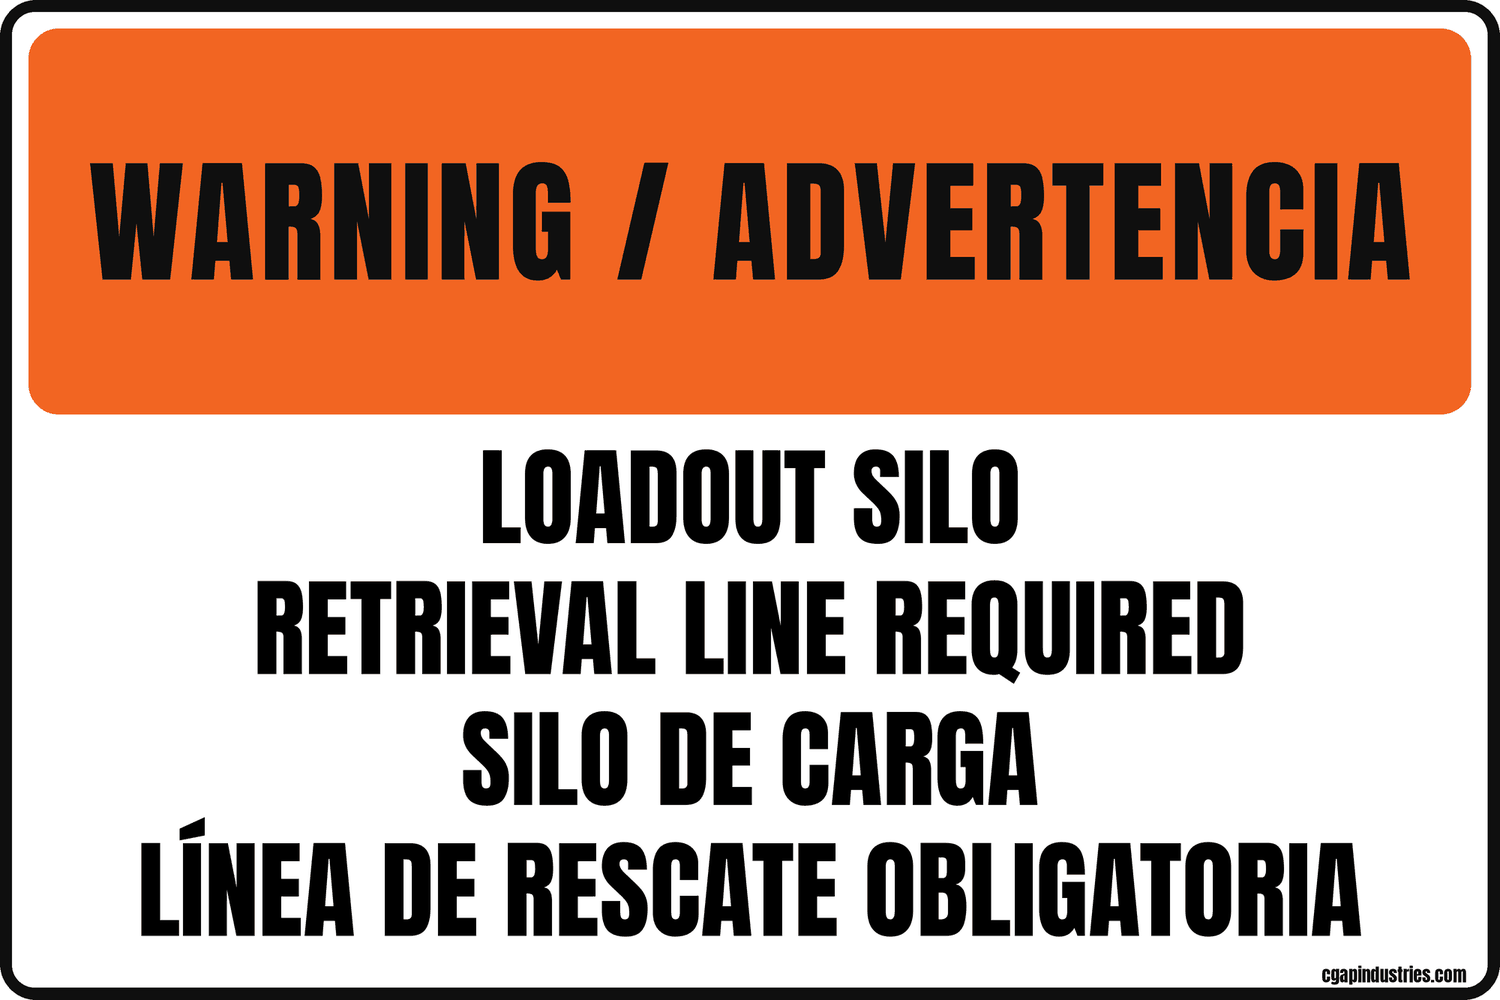 WARNING / ADVERTENCIA
LOADOUT SILO
RETRIEVAL LINE REQUIRED
SILO DE CARGA
LÍNEA DE RESCATE OBLIGATORIA
cgapindustries.com